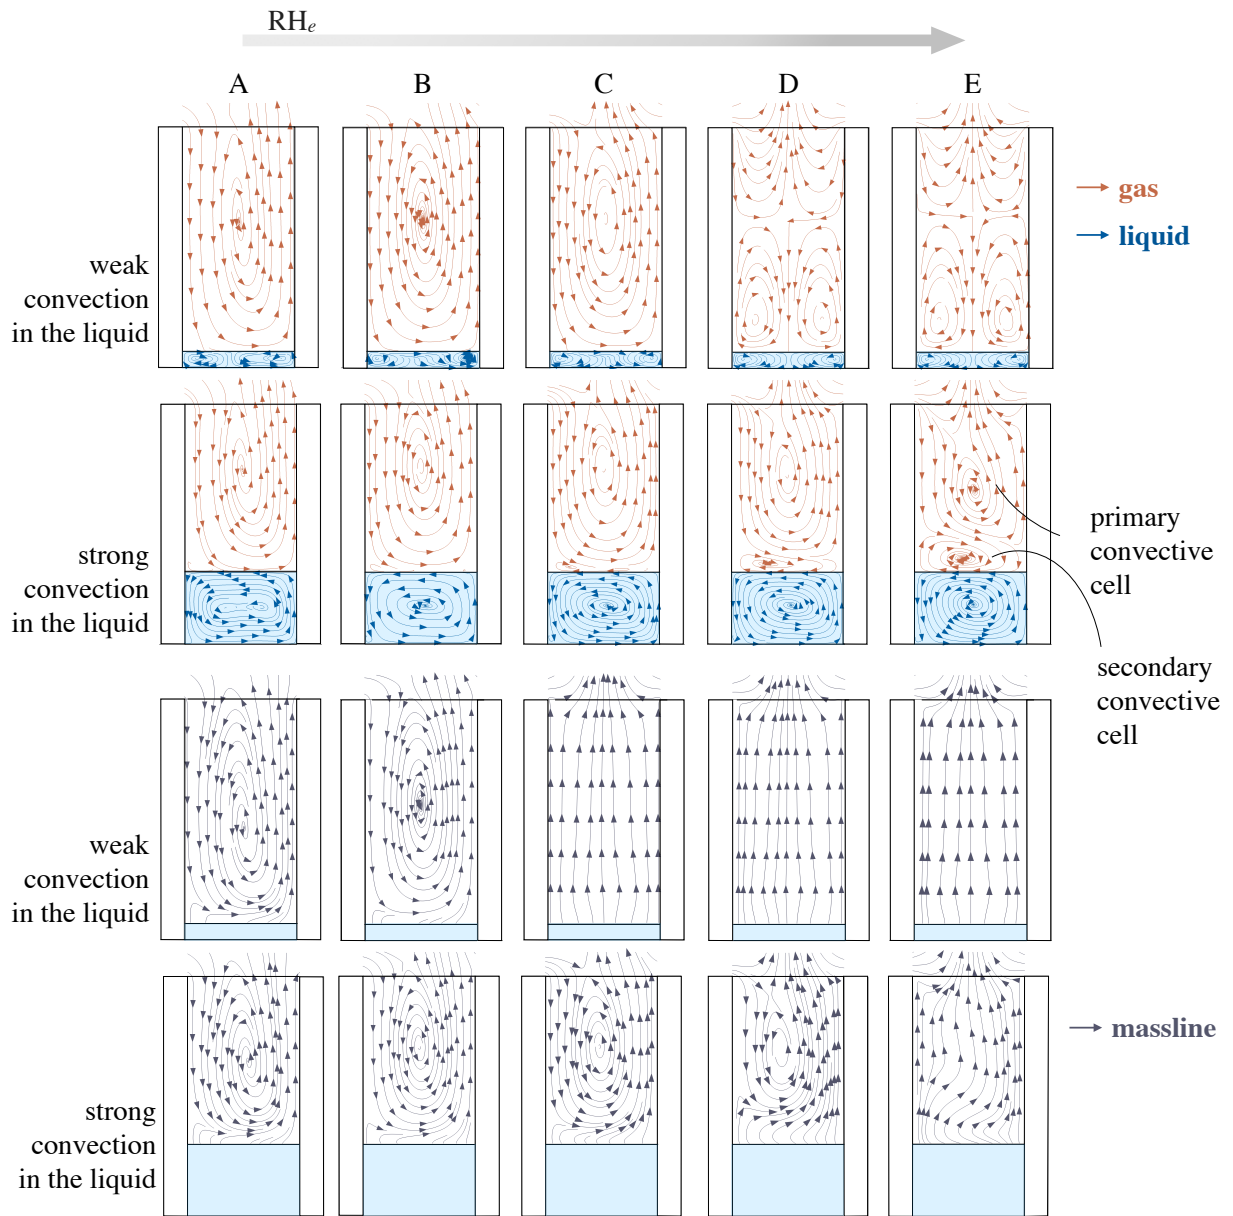 RHe
A B C D E
gas
liquid
weak
convection
in the liquid
strong
convection
in the liquid
primary
convective
cell
secondary
convective
cell
weak
convection
in the liquid
massline
strong
convection
in the liquid